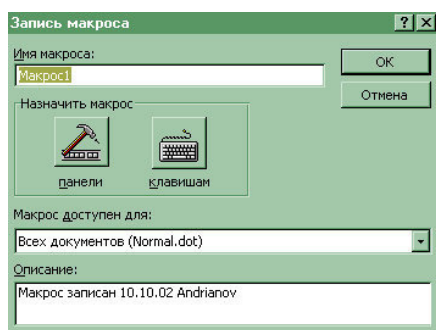 Запись макроса
Имя макроса:
Макрос1
OK
Отмена
Назначить макрос
панели
клавишам
Макрос доступен для:
Всех документов (Normal.dot)
Описание:
Макрос записан 10.10.02 Andrianov